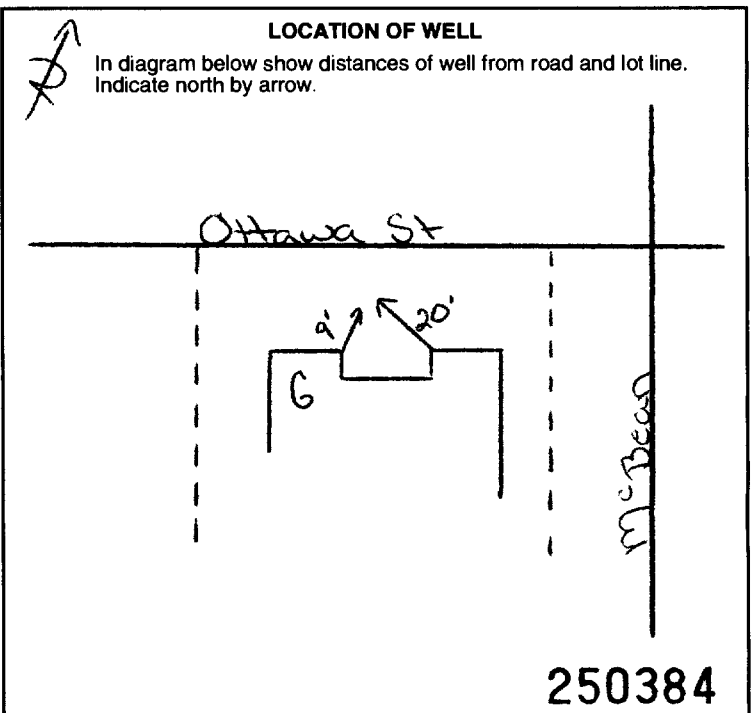 LOCATION OF WELL
In diagram below show distances of well from road and lot line.
Indicate north by arrow.
N
Ottawa St
9'
20'
G
McBean
250384